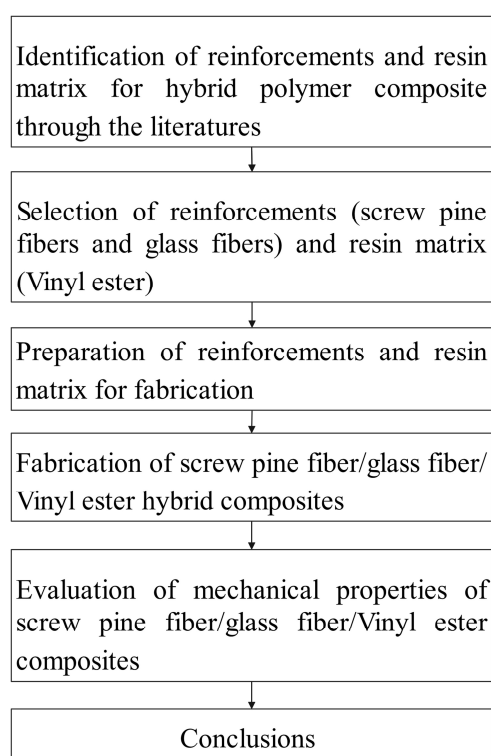 Identification of reinforcements and resin
matrix for hybrid polymer composite
through the literatures
Selection of reinforcements (screw pine
fibers and glass fibers) and resin matrix
(Vinyl ester)
Preparation of reinforcements and resin
matrix for fabrication
Fabrication of screw pine fiber/glass fiber/
Vinyl ester hybrid composites
Evaluation of mechanical properties of
screw pine fiber/glass fiber/Vinyl ester
composites
Conclusions